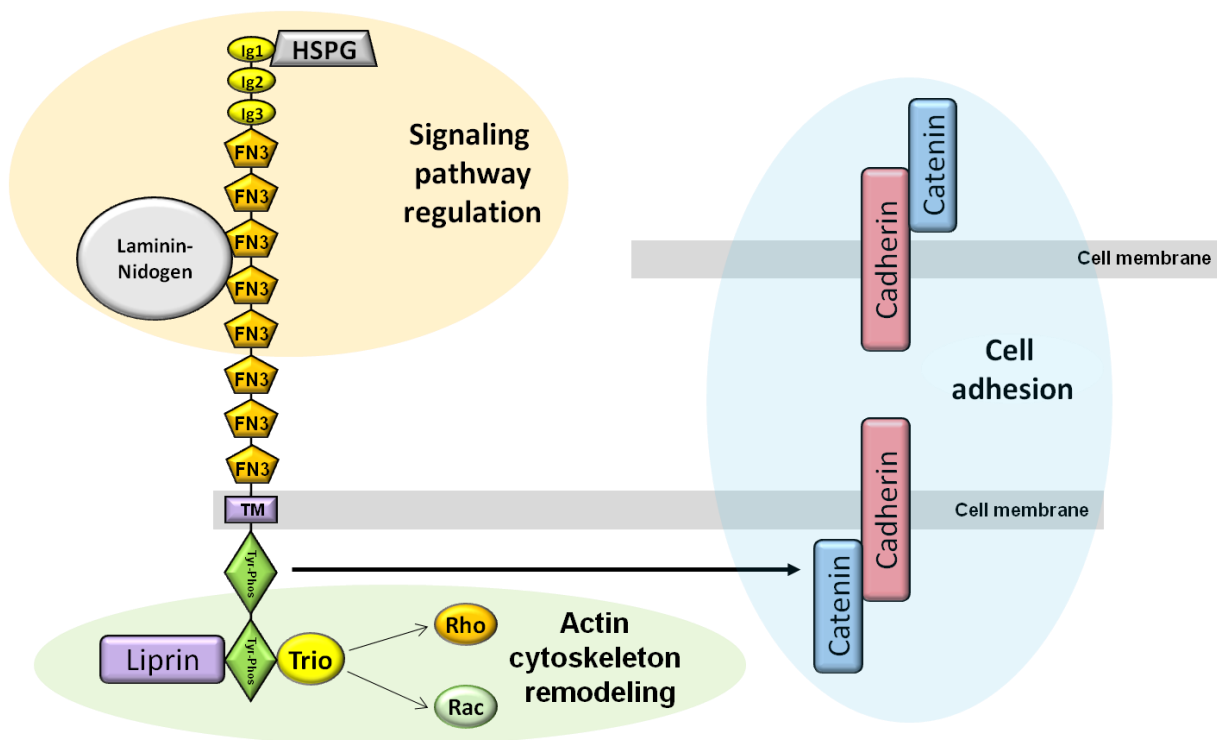 Ig1
HSPG
Ig2
Ig3
FN3
FN3
FN3
FN3
FN3
FN3
FN3
FN3
Laminin-
Nidogen
Signaling
pathway
regulation
TM
Tyr-Phos
Tyr-Phos
Liprin
Trio
Rho
Rac
Actin
cytoskeleton
remodeling
Catenin
Cadherin
Cell membrane
Cell
adhesion
Cadherin
Cell membrane
Catenin